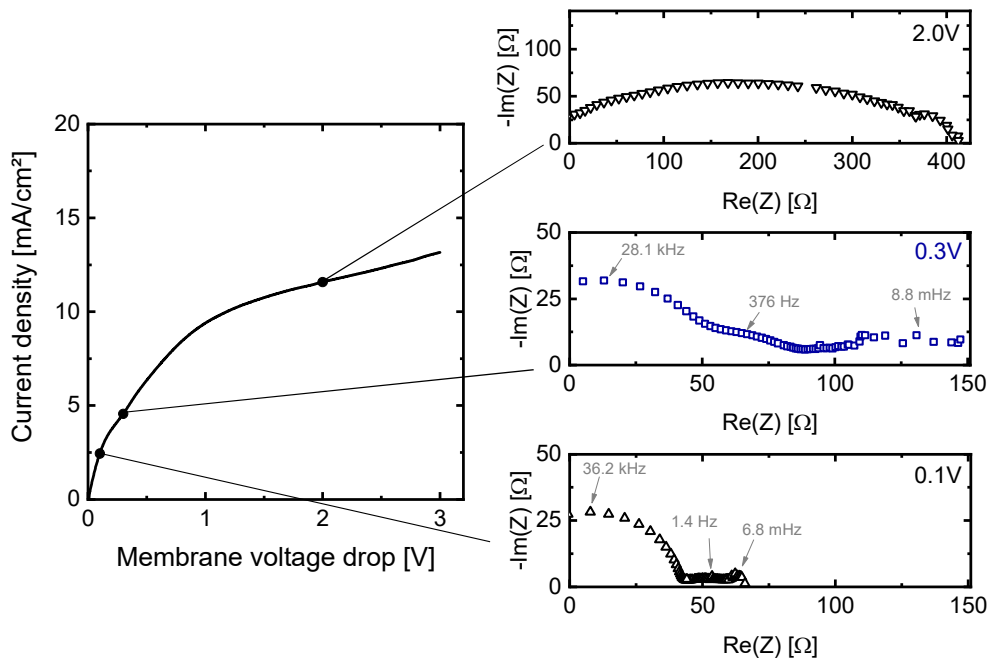 Current density [mA/cm²]
20
15
10
5
0
0 1 2 3
Membrane voltage drop [V]
2.0V
-Im(Z) [Ω]
100
50
0
0 100 200 300 400
Re(Z) [Ω]
0.3V
-Im(Z) [Ω]
50
25
0
28.1 kHz
376 Hz
8.8 mHz
0 50 100 150
Re(Z) [Ω]
0.1V
-Im(Z) [Ω]
50
25
0
36.2 kHz
1.4 Hz
6.8 mHz
0 50 100 150
Re(Z) [Ω]